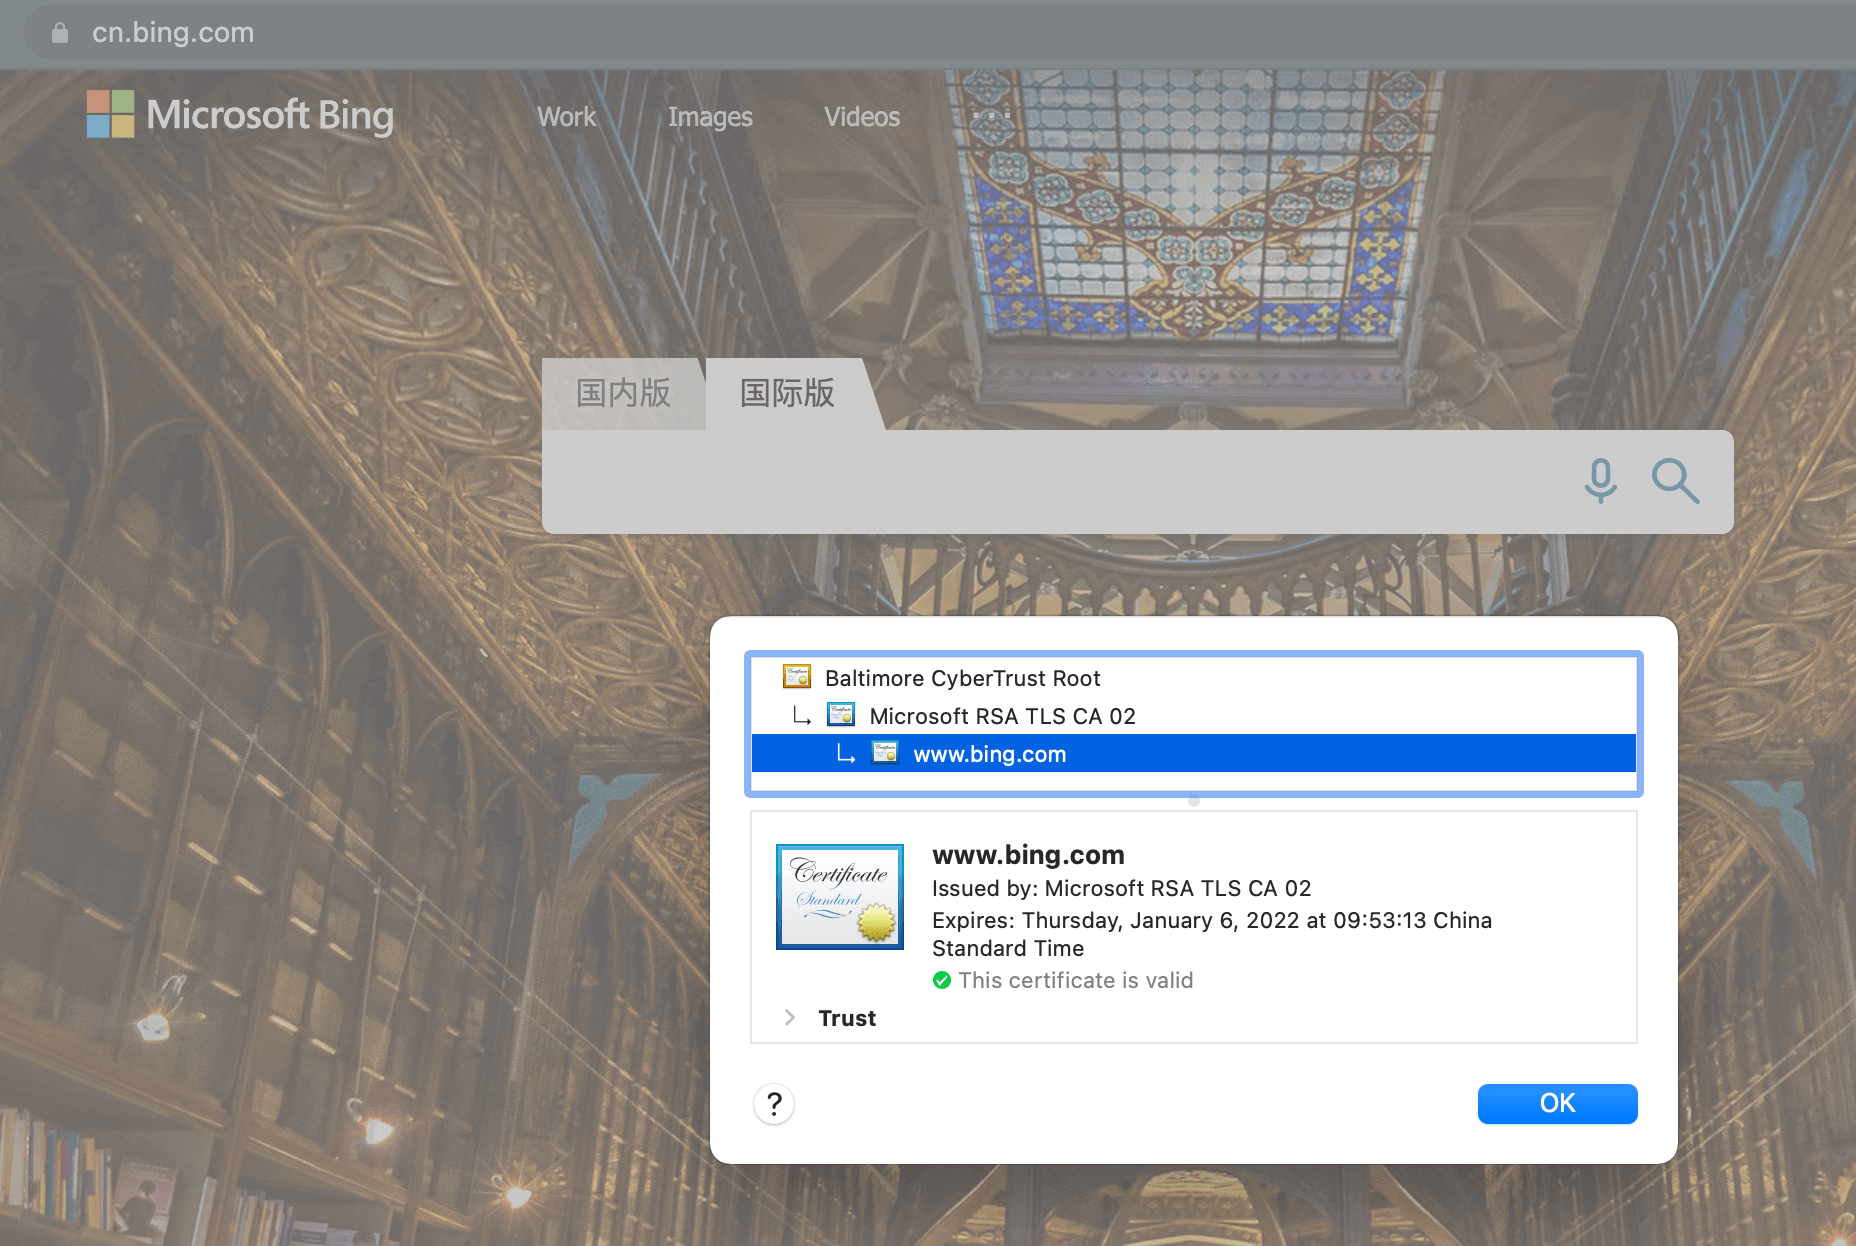 cn.bing.com
Microsoft Bing
Work Images Videos ...
国内版 国际版
Baltimore CyberTrust Root
Microsoft RSA TLS CA 02
www.bing.com
Certificate
Standard
www.bing.com
Issued by: Microsoft RSA TLS CA 02
Expires: Thursday, January 6, 2022 at 09:53:13 China
Standard Time
This certificate is valid
Trust
?
OK